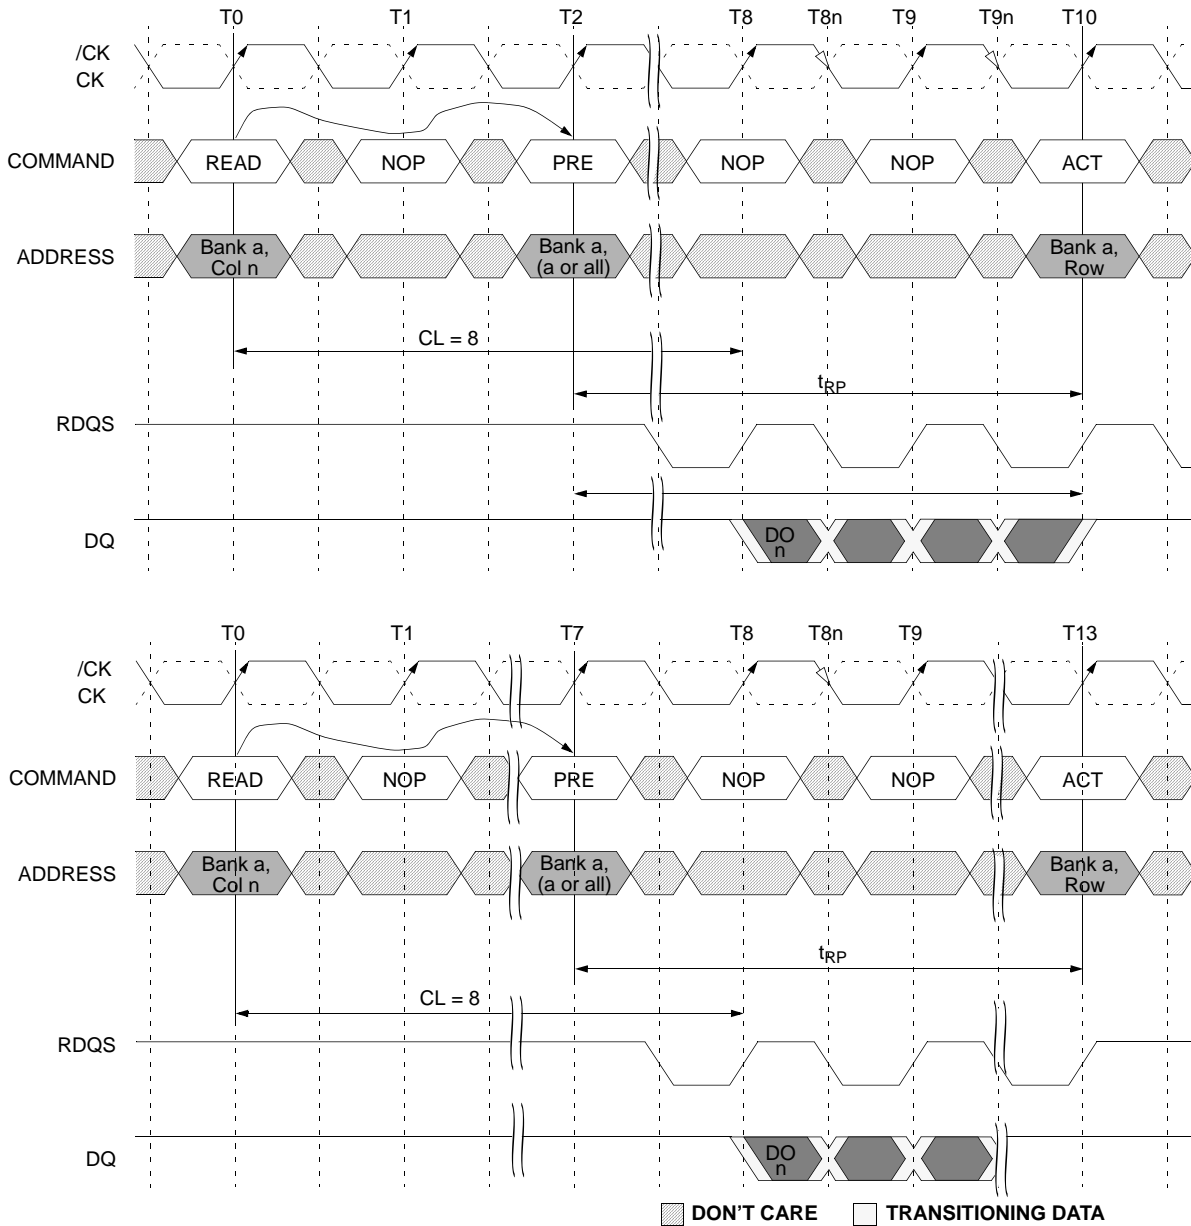 T0 T1 T2 T8 T8n T9 T9n T10
/CK
CK
COMMAND READ NOP PRE NOP NOP ACT
ADDRESS Bank a, Col n Bank a, (a or all) Bank a, Row
CL = 8
tRP
RDQS
DQ DO n
T0 T1 T7 T8 T8n T9 T13
/CK
CK
COMMAND READ NOP PRE NOP NOP ACT
ADDRESS Bank a, Col n Bank a, (a or all) Bank a, Row
tRP
CL = 8
RDQS
DQ DO n
DON'T CARE TRANSITIONING DATA